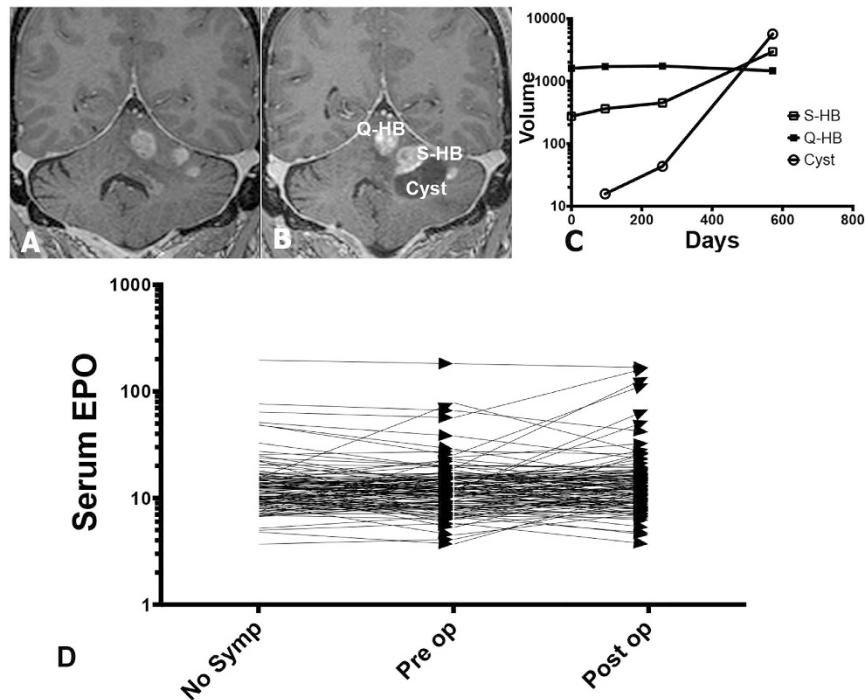 A
Q-HB
S-HB
Cyst
B
Volume
10000
1000
100
10
0
200
400
600
800
Days
S-HB
Q-HB
Cyst
C
Serum EPO
1000
100
10
1
No Symp
Pre op
Post op
D